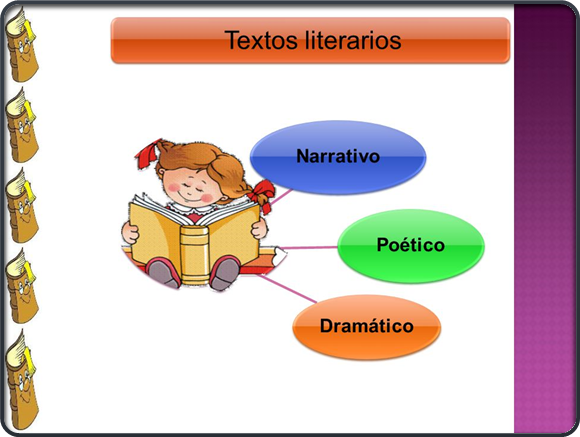 Textos literarios
Narrativo
Poético
Dramático